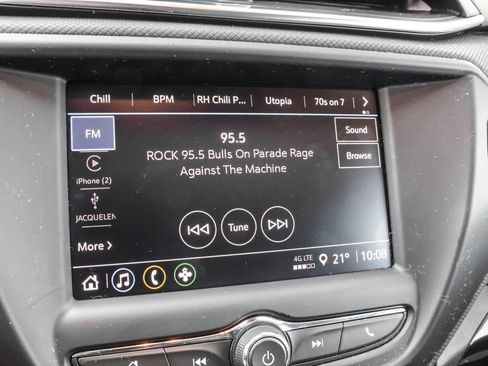 Chill BPM RH Chili P... Utopia 70s on 7
FM
95.5
Sound
ROCK 95.5 Bulls On Parade Rage
Against The Machine
Browse
iPhone (2)
JACQUELEN
Tune
More
4G LTE
21° 10:08